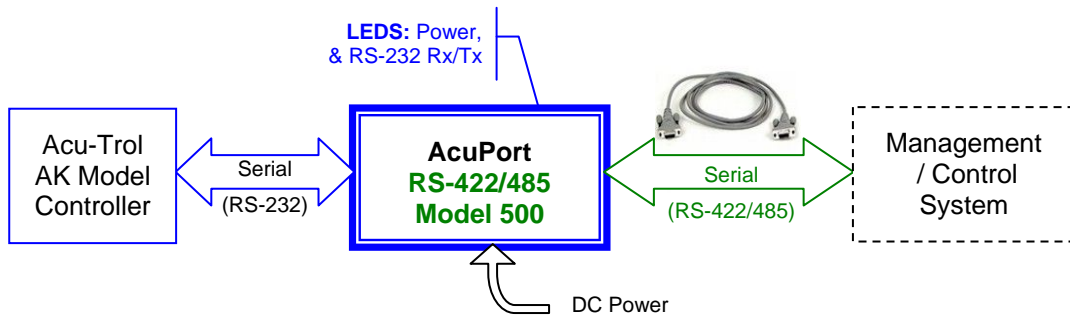 LEDS: Power,
& RS-232 Rx/Tx
Acu-Trol
AK Model
Controller
Serial
(RS-232)
AcuPort
RS-422/485
Model 500
Serial
(RS-422/485)
Management
/ Control
System
DC Power